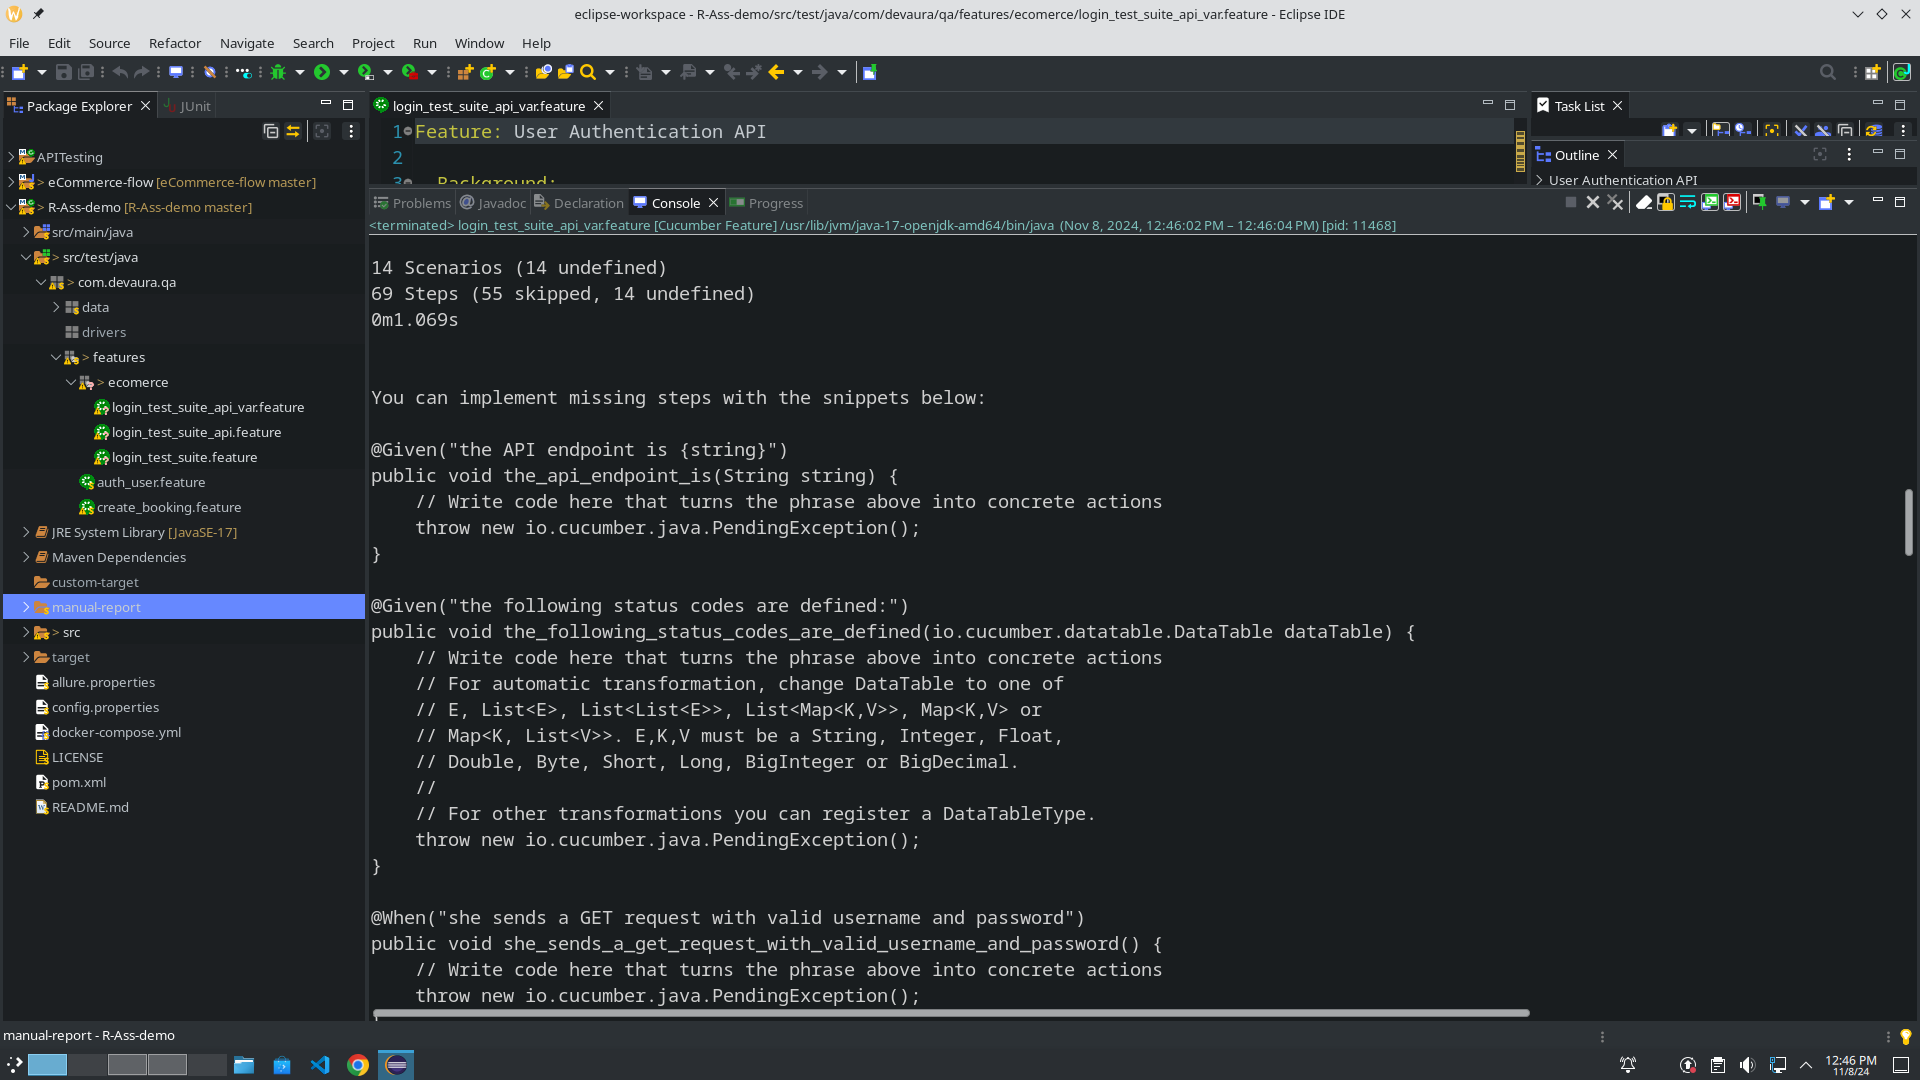 eclipse-workspace - R-Ass-demo/src/test/java/com/devaura/qa/features/ecomerce/login_test_suite_api_var.feature - Eclipse IDE
File Edit Source Refactor Navigate Search Project Run Window Help
Package Explorer
JUnit
APITesting
> eCommerce-flow [eCommerce-flow master]
> R-Ass-demo [R-Ass-demo master]
src/main/java
> src/test/java
> com.devaura.qa
data
drivers
> features
> ecomerce
login_test_suite_api_var.feature
login_test_suite_api.feature
login_test_suite.feature
auth_user.feature
create_booking.feature
JRE System Library [JavaSE-17]
Maven Dependencies
custom-target
manual-report
> src
target
allure.properties
config.properties
docker-compose.yml
LICENSE
pom.xml
README.md
login_test_suite_api_var.feature
1 Feature: User Authentication API
2
3 Background:
Task List
Outline
User Authentication API
Problems @ Javadoc Declaration Console Progress
<terminated> login_test_suite_api_var.feature [Cucumber Feature] /usr/lib/jvm/java-17-openjdk-amd64/bin/java (Nov 8, 2024, 12:46:02 PM – 12:46:04 PM) [pid: 11468]
14 Scenarios (14 undefined)
69 Steps (55 skipped, 14 undefined)
0m1.069s
You can implement missing steps with the snippets below:
@Given("the API endpoint is {string}")
public void the_api_endpoint_is(String string) {
// Write code here that turns the phrase above into concrete actions
throw new io.cucumber.java.PendingException();
}
@Given("the following status codes are defined:")
public void the_following_status_codes_are_defined(io.cucumber.datatable.DataTable dataTable) {
// Write code here that turns the phrase above into concrete actions
// For automatic transformation, change DataTable to one of
// E, List<E>, List<List<E>>, List<Map<K,V>>, Map<K,V> or
// Map<K, List<V>>. E,K,V must be a String, Integer, Float,
// Double, Byte, Short, Long, BigInteger or BigDecimal.
//
// For other transformations you can register a DataTableType.
throw new io.cucumber.java.PendingException();
}
@When("she sends a GET request with valid username and password")
public void she_sends_a_get_request_with_valid_username_and_password() {
// Write code here that turns the phrase above into concrete actions
throw new io.cucumber.java.PendingException();
manual-report - R-Ass-demo
12:46 PM
11/8/24